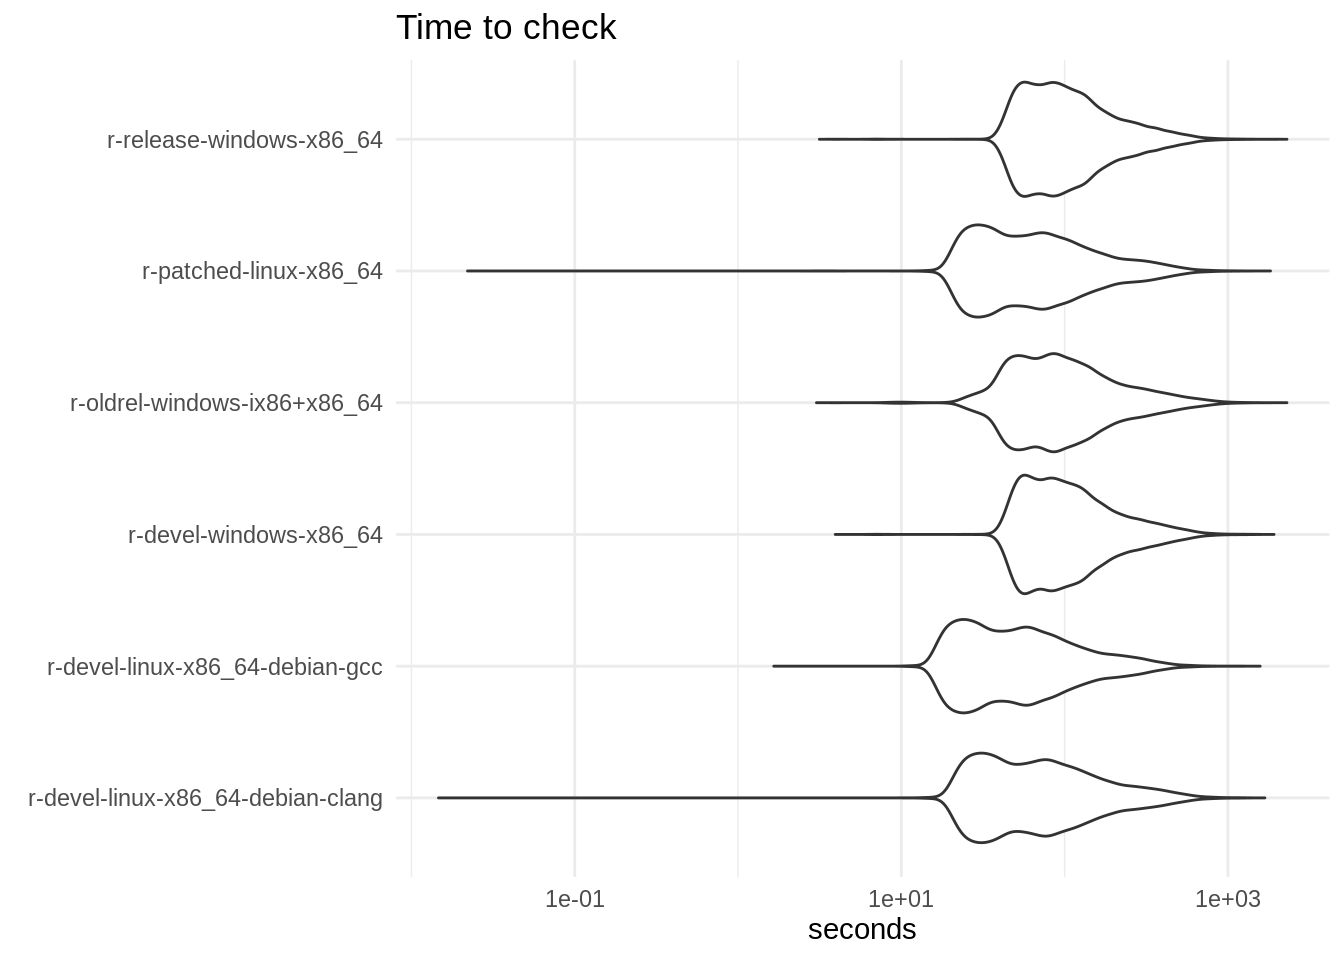 Time to check
r-release-windows-x86_64
r-patched-linux-x86_64
r-oldrel-windows-ix86+x86_64
r-devel-windows-x86_64
r-devel-linux-x86_64-debian-gcc
r-devel-linux-x86_64-debian-clang
1e-01 1e+01 1e+03
seconds